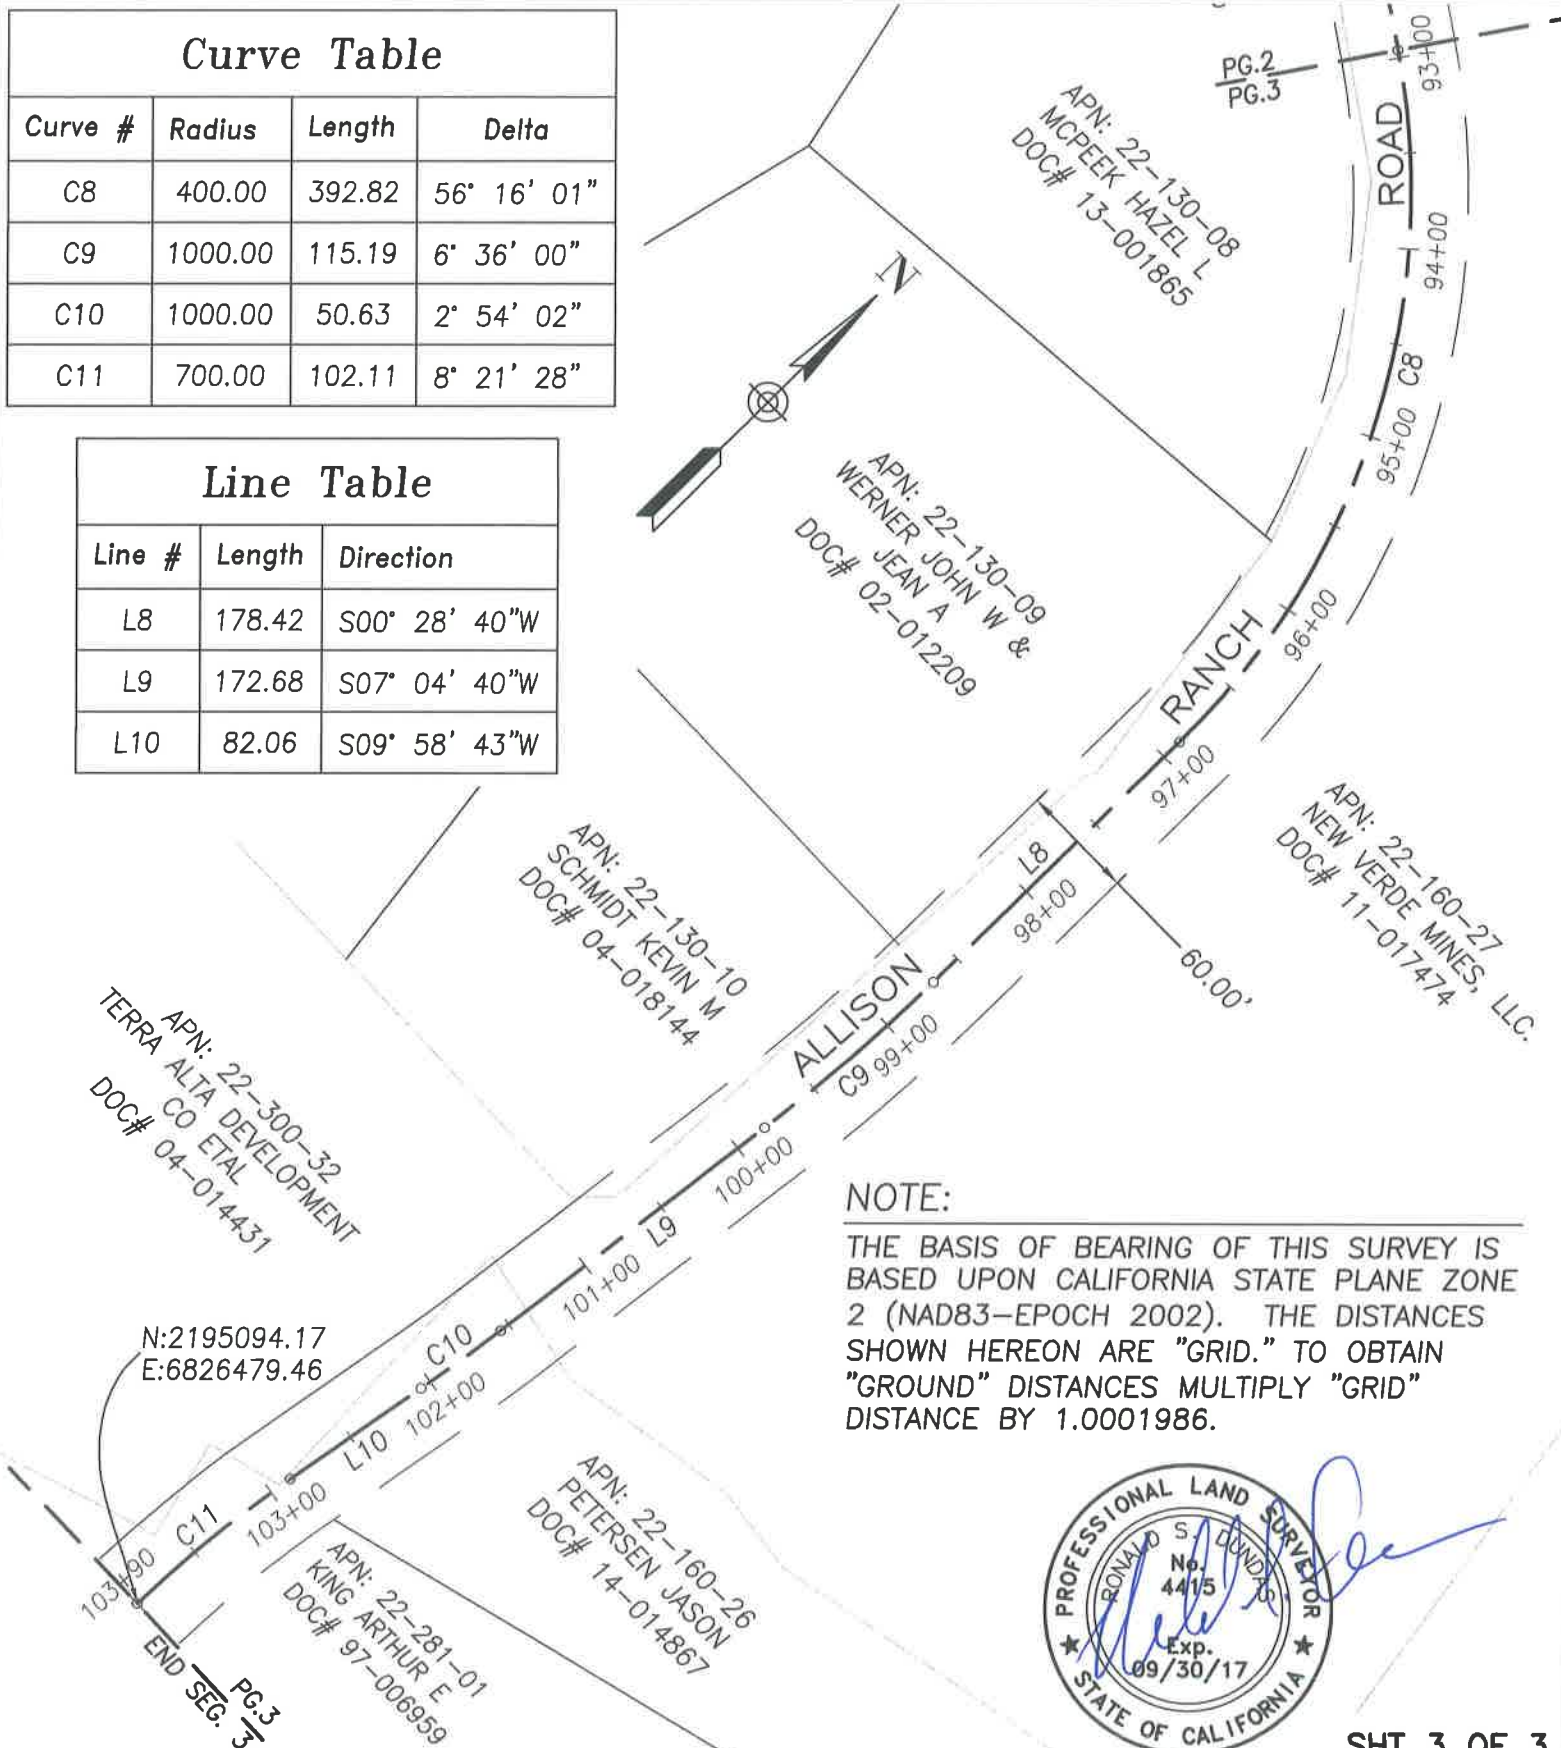 Curve Table
Curve # Radius Length Delta
C8 400.00 392.82 56° 16' 01"
C9 1000.00 115.19 6° 36' 00"
C10 1000.00 50.63 2° 54' 02"
C11 700.00 102.11 8° 21' 28"
Line Table
Line # Length Direction
L8 178.42 S00° 28' 40"W
L9 172.68 S07° 04' 40"W
L10 82.06 S09° 58' 43"W
N
PG.2
PG.3
93+00
ROAD
94+00
C8
95+00
96+00
RANCH
97+00
L8
98+00
60.00'
ALLISON
C9
99+00
100+00
L9
101+00
C10
102+00
L10
103+00
C11
103+90
APN: 22-130-08
MCPEEK HAZEL L
DOC# 13-001865
APN: 22-130-09
WERNER JOHN W &
JEAN A
DOC# 02-012209
APN: 22-130-10
SCHMIDT KEVIN M
DOC# 04-018144
APN: 22-160-27
NEW VERDE MINES, LLC.
DOC# 11-017474
APN: 22-300-32
TERRA ALTA DEVELOPMENT
CO ETAL
DOC# 04-014431
N:2195094.17
E:6826479.46
APN: 22-160-26
PETERSEN JASON
DOC# 14-014867
APN: 22-281-01
KING ARTHUR E
DOC# 97-006959
PG.3
END SEG. 3
NOTE:
THE BASIS OF BEARING OF THIS SURVEY IS
BASED UPON CALIFORNIA STATE PLANE ZONE
2 (NAD83-EPOCH 2002). THE DISTANCES
SHOWN HEREON ARE "GRID." TO OBTAIN
"GROUND" DISTANCES MULTIPLY "GRID"
DISTANCE BY 1.0001986.
PROFESSIONAL LAND SURVEYOR
RONALD S. DUNDAS
No.
4415
Exp.
09/30/17
STATE OF CALIFORNIA
SHT 3 OF 3